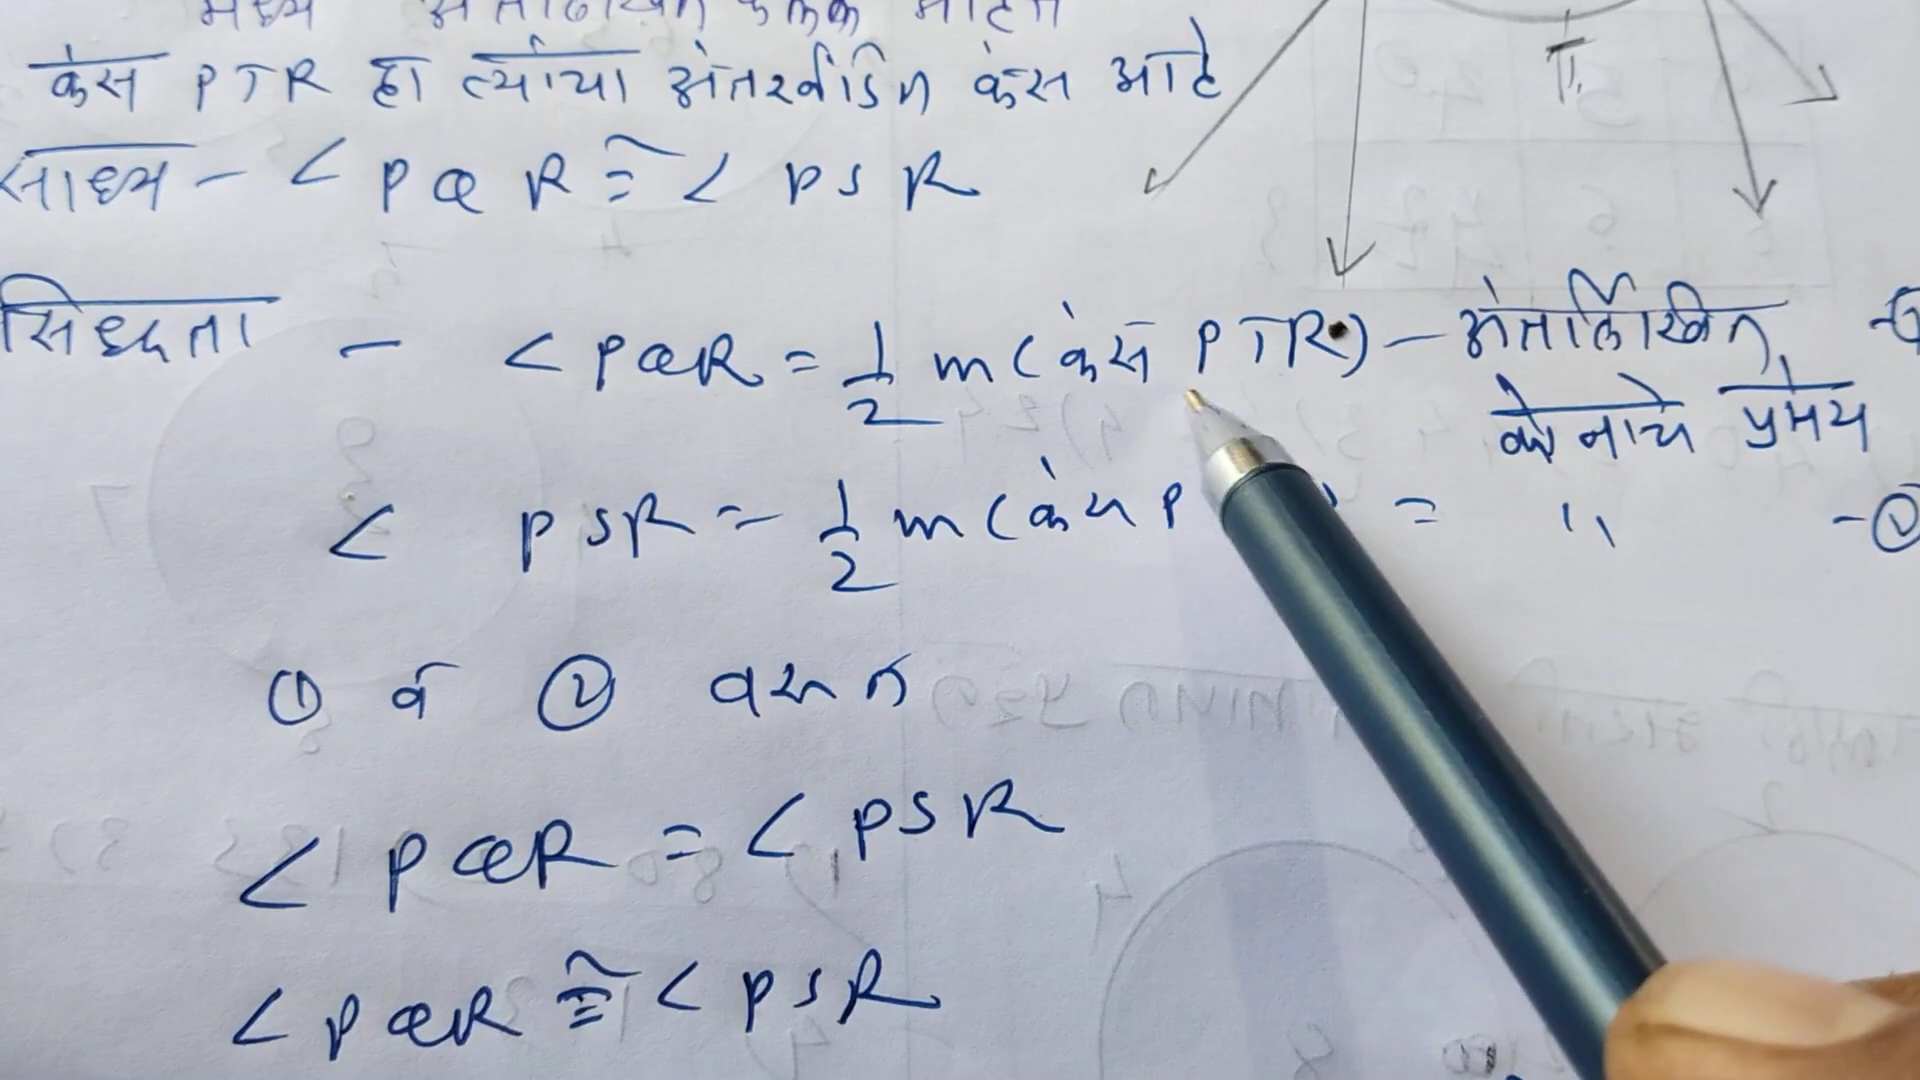 कंस PTR हा त्यांचा अंतरखंडित कंस आहे
T
साध्य - < PQR ≅ < PSR
सिध्दता - < PQR = 1/2 m (कंस PTR) - अंतर्लिखित
कोनाचे प्रमेय
< PSR = 1/2 m (कंस P = " - ②
① व ② वरून
< PQR = < PSR
< PQR ≅ < PSR